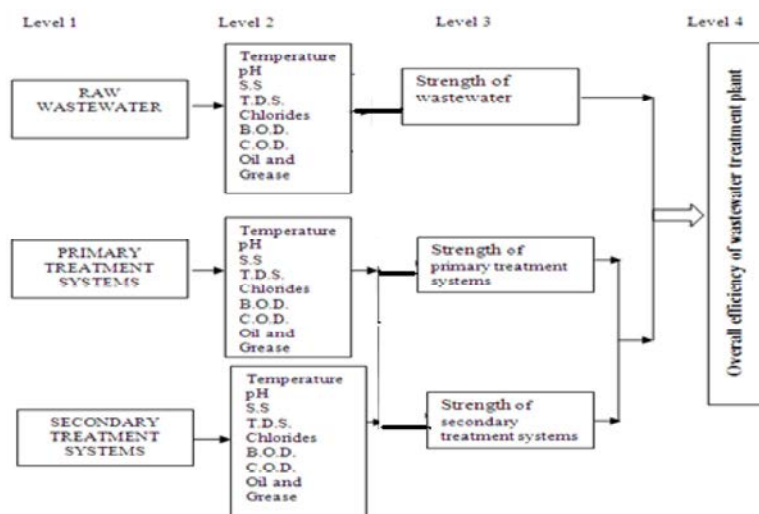 Level 1
Level 2
Level 3
Level 4
RAW
WASTEWATER
Temperature
pH
S.S
T.D.S.
Chlorides
B.O.D.
C.O.D.
Oil and
Grease
Strength of
wastewater
PRIMARY
TREATMENT
SYSTEMS
Temperature
pH
S.S
T.D.S.
Chlorides
B.O.D.
C.O.D.
Oil and
Grease
Strength of
primary treatment
systems
SECONDARY
TREATMENT
SYSTEMS
Temperature
pH
S.S
T.D.S.
Chlorides
B.O.D.
C.O.D.
Oil and
Grease
Strength of
secondary
treatment systems
Overall efficiency of wastewater treatment plant